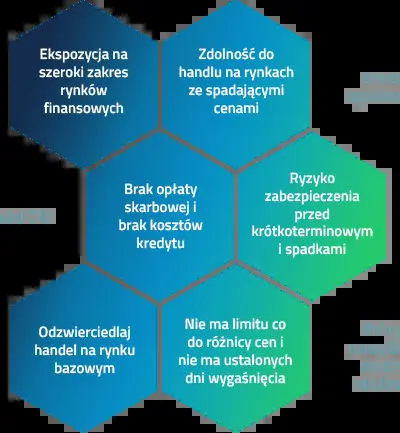 Ekspozycja na
szeroki zakres
rynków
finansowych
Zdolność do
handlu na rynkach
ze spadającymi
cenami
Brak opłaty
skarbowej i
brak kosztów
kredytu
Ryzyko
zabezpieczenia
przed
krótkoterminowym
i spadkami
Odzwierciedlaj
handel na rynku
bazowym
Nie ma limitu co
do różnicy cen i
nie ma ustalonych
dni wygaśnięcia